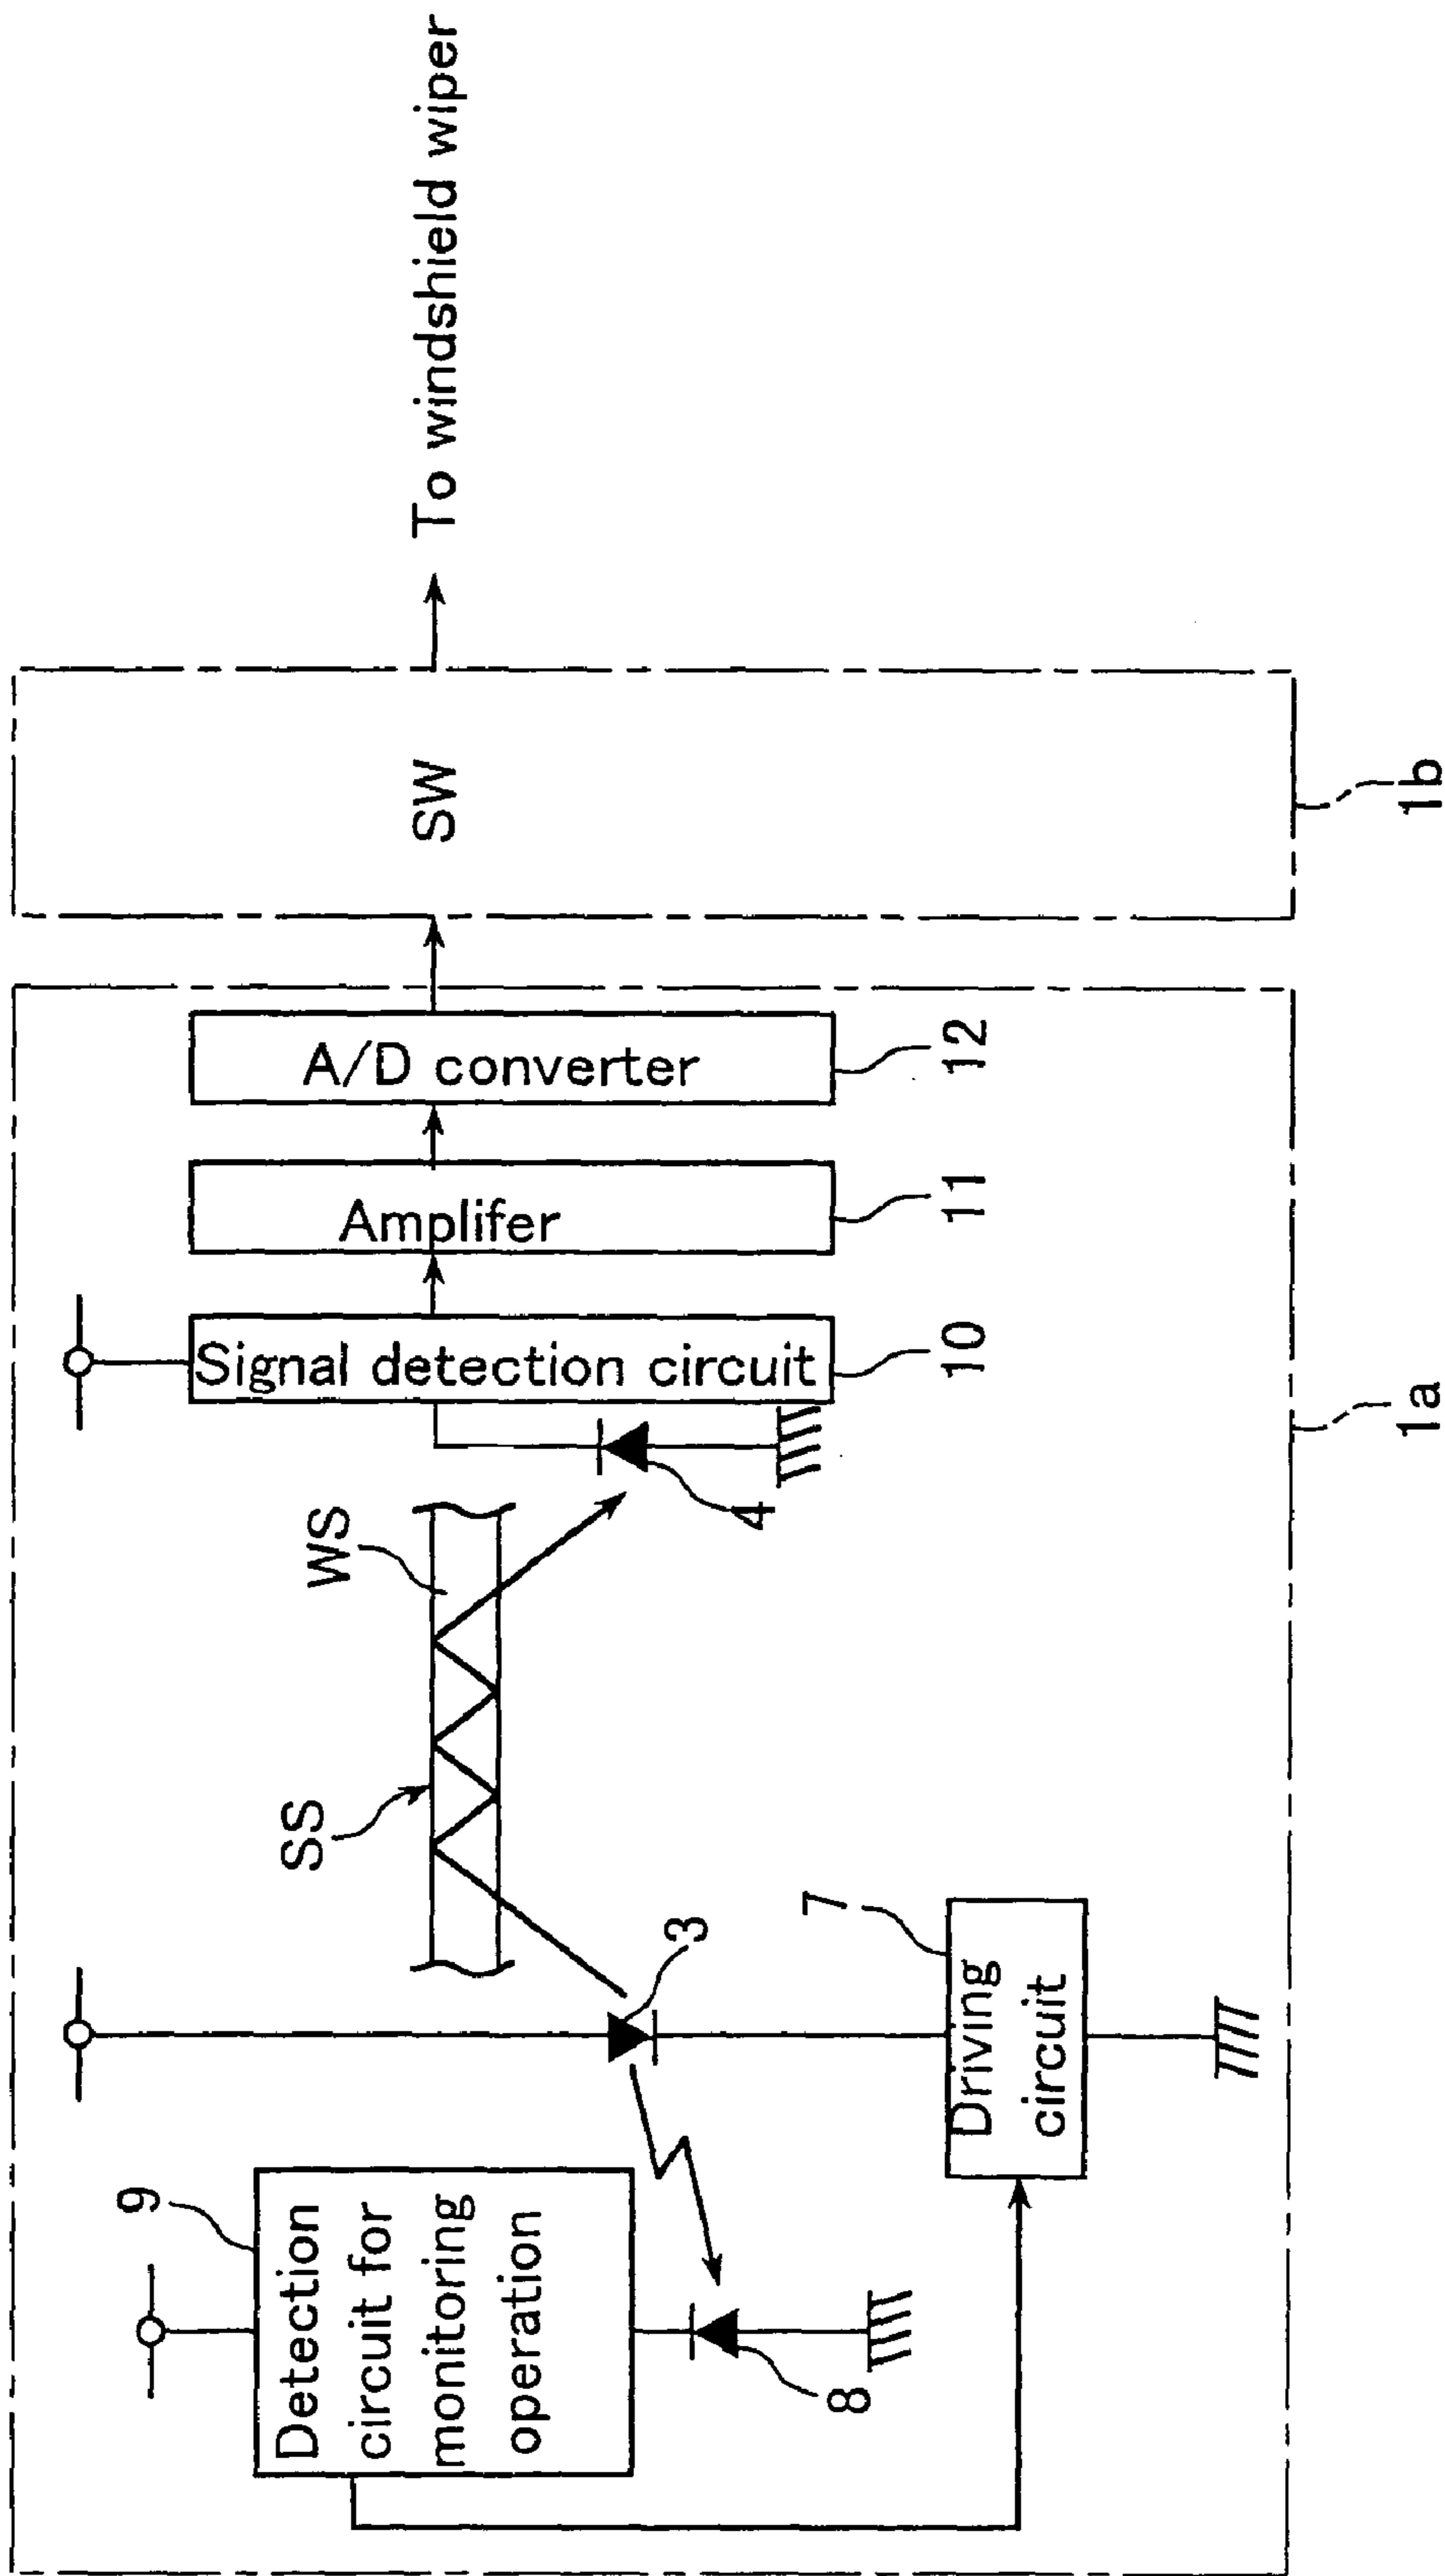 9
Detection
circuit for
monitoring
operation
8
3
7
Driving
circuit
SS
WS
4
Signal detection circuit
10
Amplifer
11
A/D converter
12
1a
SW
1b
To windshield wiper